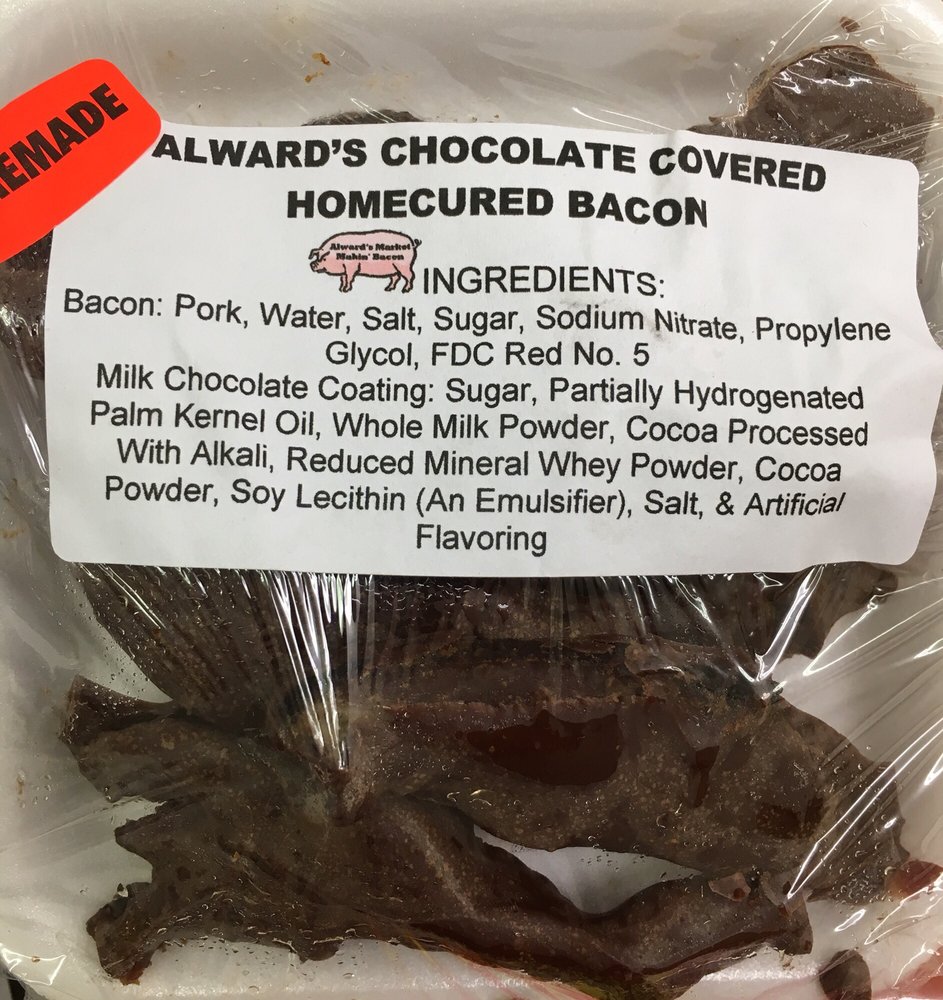 EMADE
ALWARD'S CHOCOLATE COVERED
HOMECURED BACON
Alward's Market
Makin' Bacon
INGREDIENTS:
Bacon: Pork, Water, Salt, Sugar, Sodium Nitrate, Propylene
Glycol, FDC Red No. 5
Milk Chocolate Coating: Sugar, Partially Hydrogenated
Palm Kernel Oil, Whole Milk Powder, Cocoa Processed
With Alkali, Reduced Mineral Whey Powder, Cocoa
Powder, Soy Lecithin (An Emulsifier), Salt, & Artificial
Flavoring